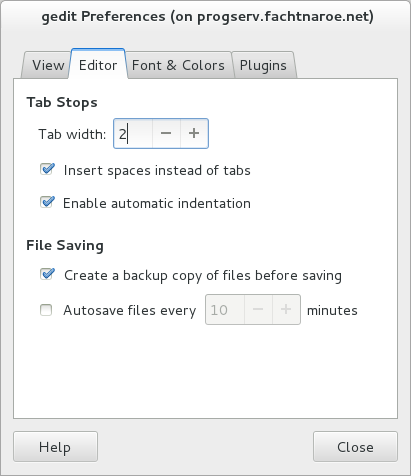 gedit Preferences (on progserv.fachtnaroe.net)
View Editor Font & Colors Plugins
Tab Stops
Tab width: 2
Insert spaces instead of tabs
Enable automatic indentation
File Saving
Create a backup copy of files before saving
Autosave files every 10 minutes
Help Close